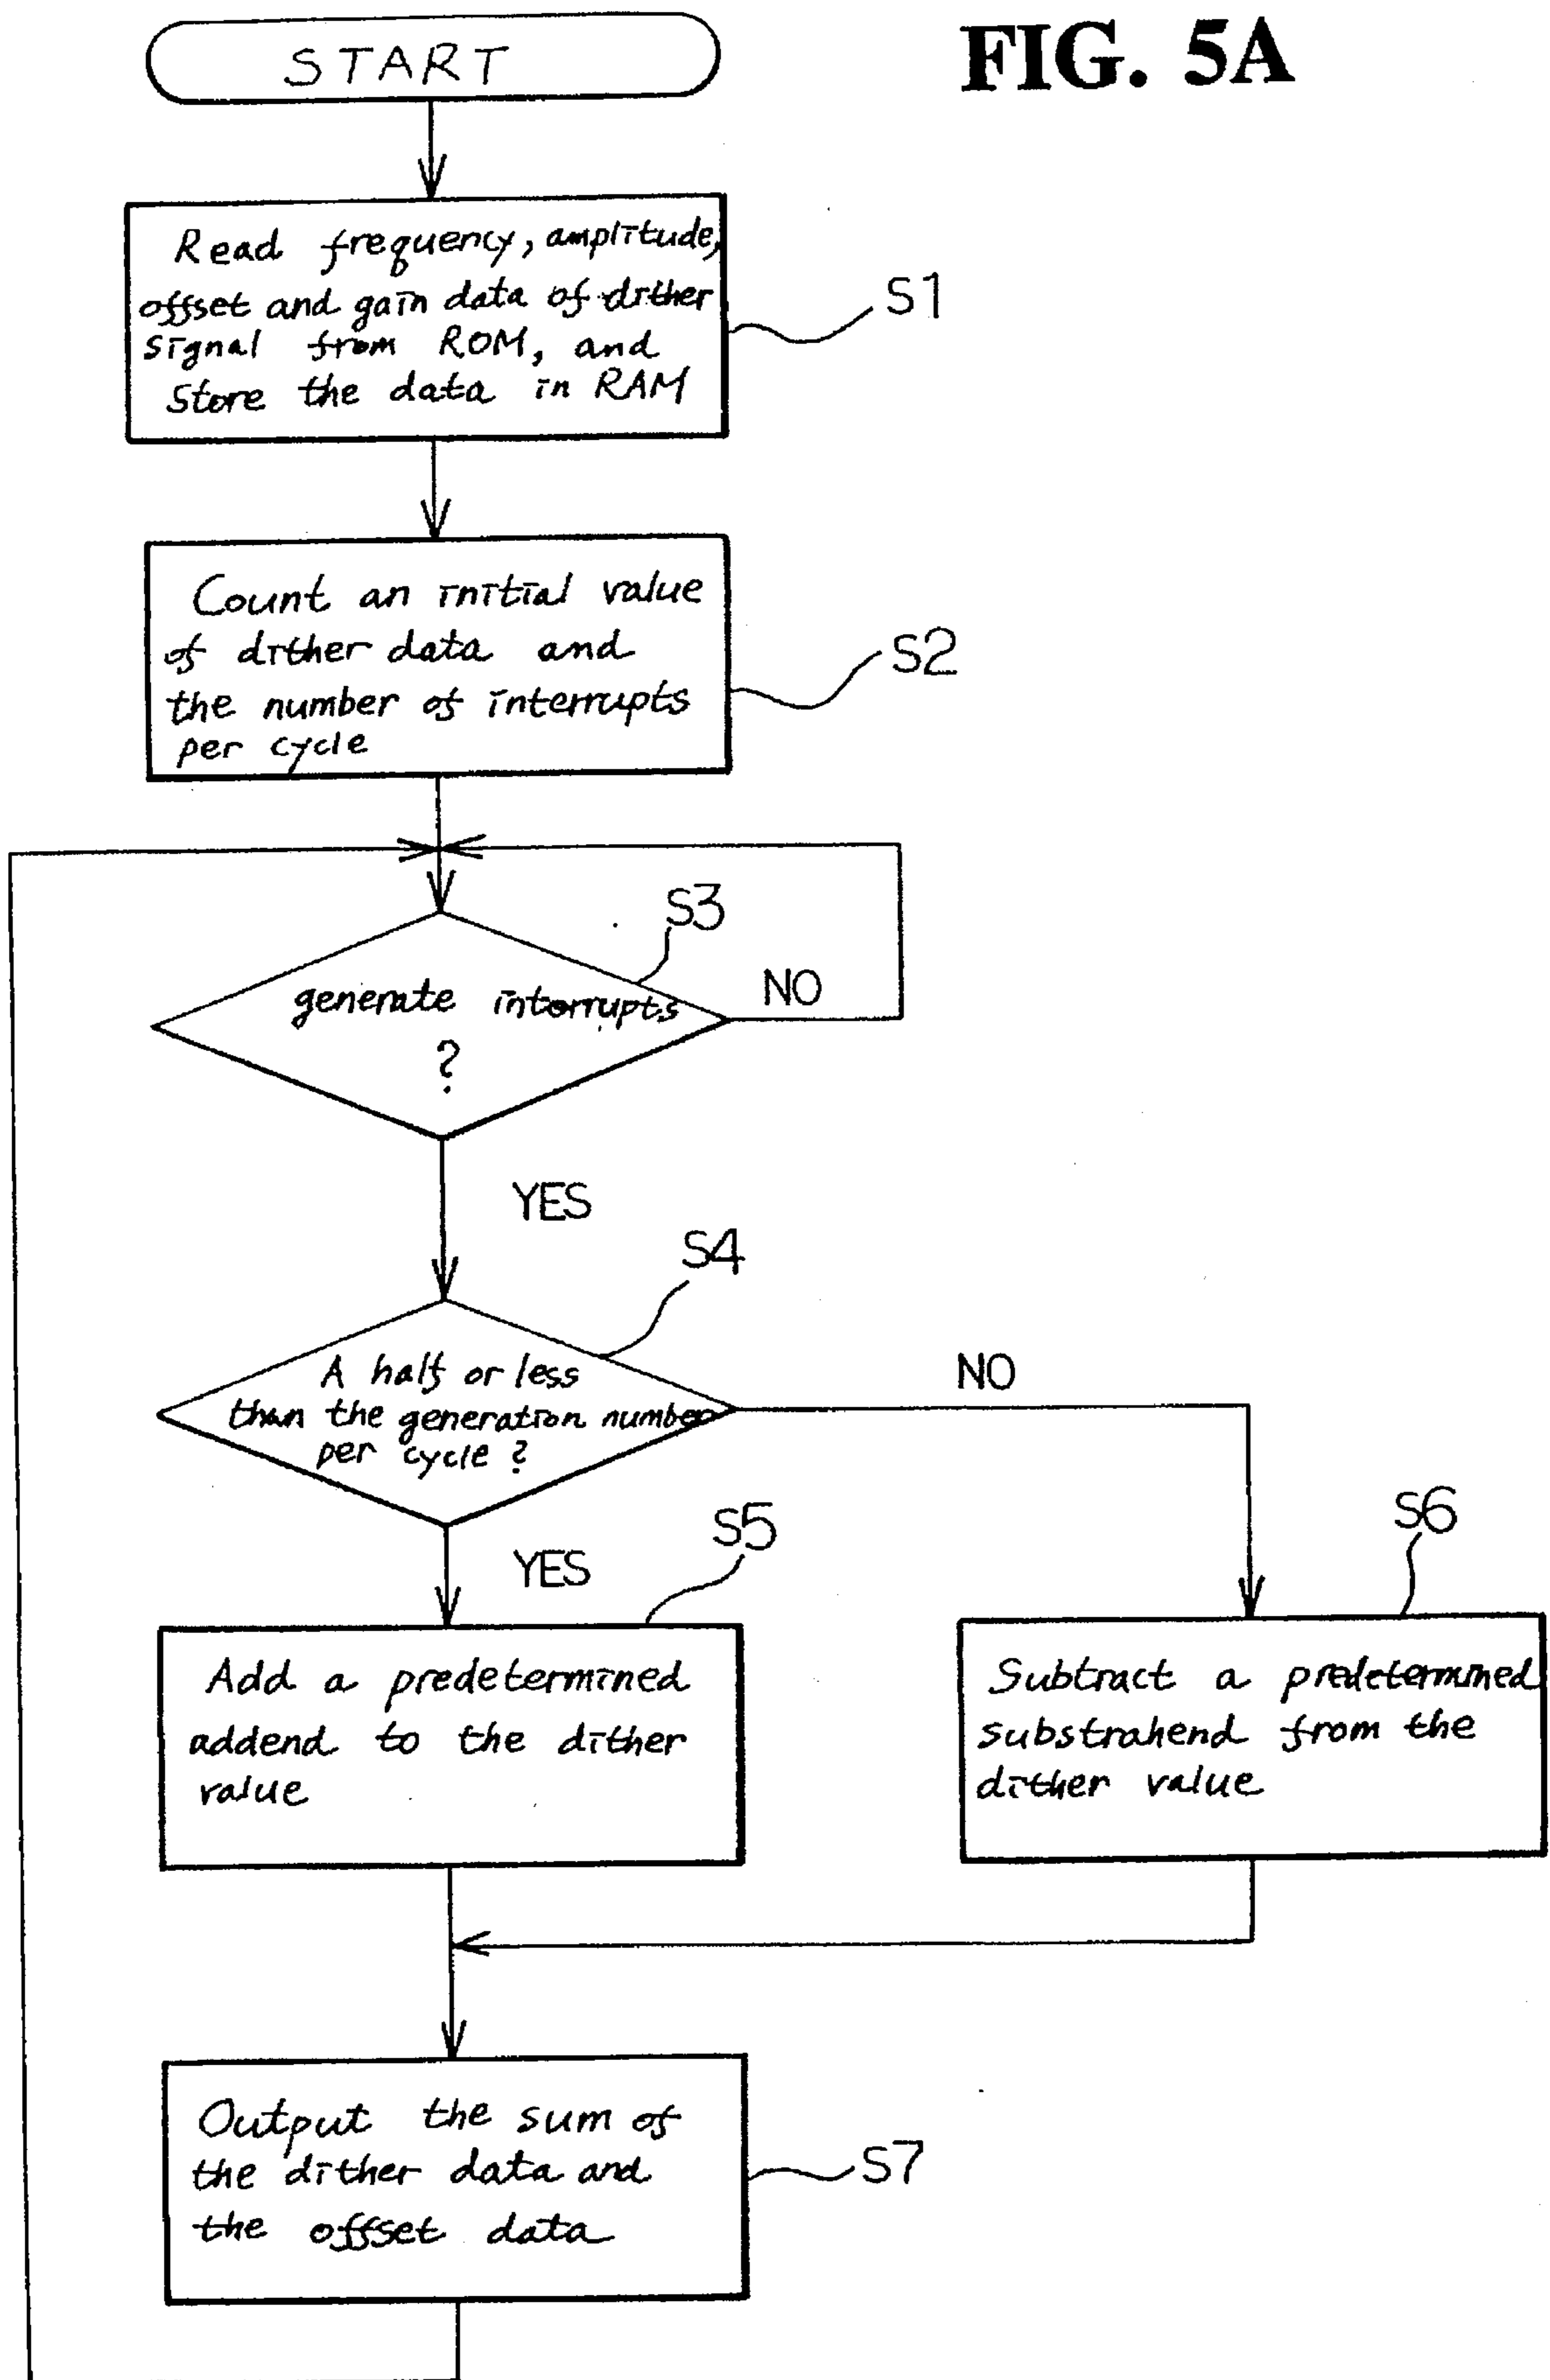 START
FIG. 5A
Read frequency, amplitude,
offset and gain data of dither
signal from ROM, and
store the data in RAM
S1
Count an initial value
of dither data and
the number of interrupts
per cycle
S2
S3
generate interrupts
?
NO
YES
S4
A half or less
than the generation number
per cycle ?
NO
YES
S5
S6
Add a predetermined
addend to the dither
value
Subtract a predetermined
substrahend from the
dither value
Output the sum of
the dither data and
the offset data
S7